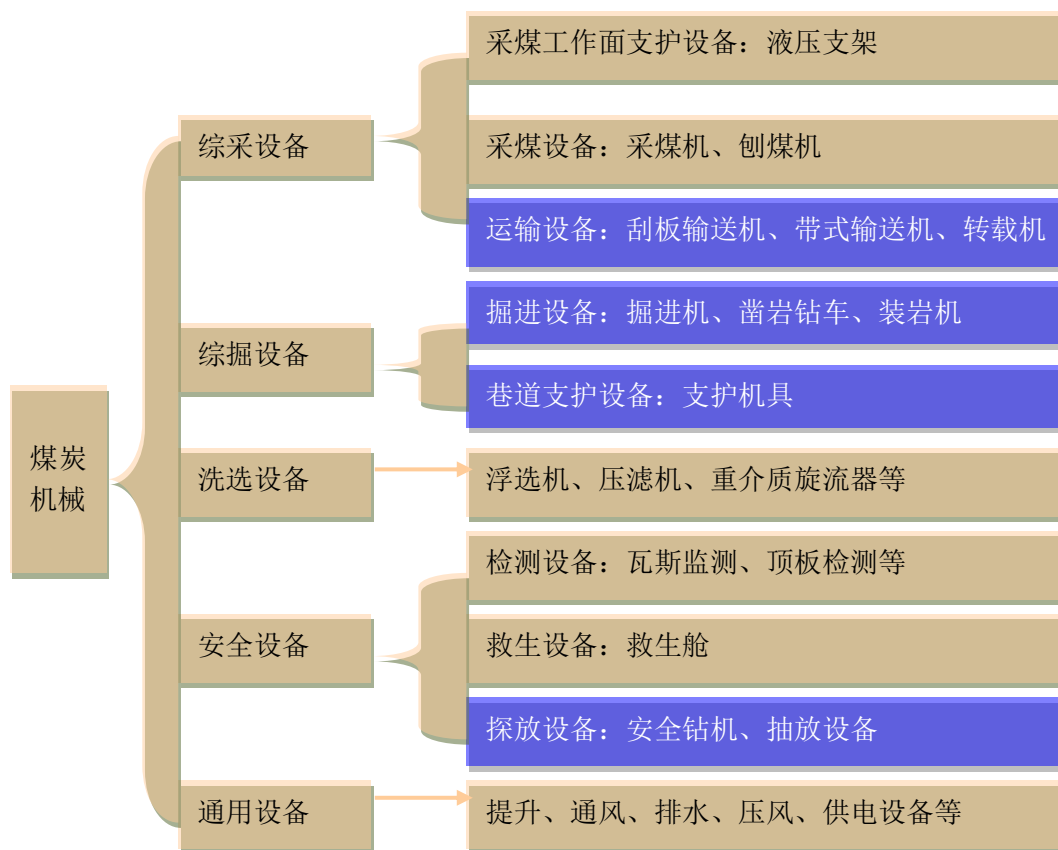 煤炭
机械
综采设备
采煤工作面支护设备：液压支架
采煤设备：采煤机、刨煤机
运输设备：刮板输送机、带式输送机、转载机
综掘设备
掘进设备：掘进机、凿岩钻车、装岩机
巷道支护设备：支护机具
洗选设备
浮选机、压滤机、重介质旋流器等
安全设备
检测设备：瓦斯监测、顶板检测等
救生设备：救生舱
探放设备：安全钻机、抽放设备
通用设备
提升、通风、排水、压风、供电设备等